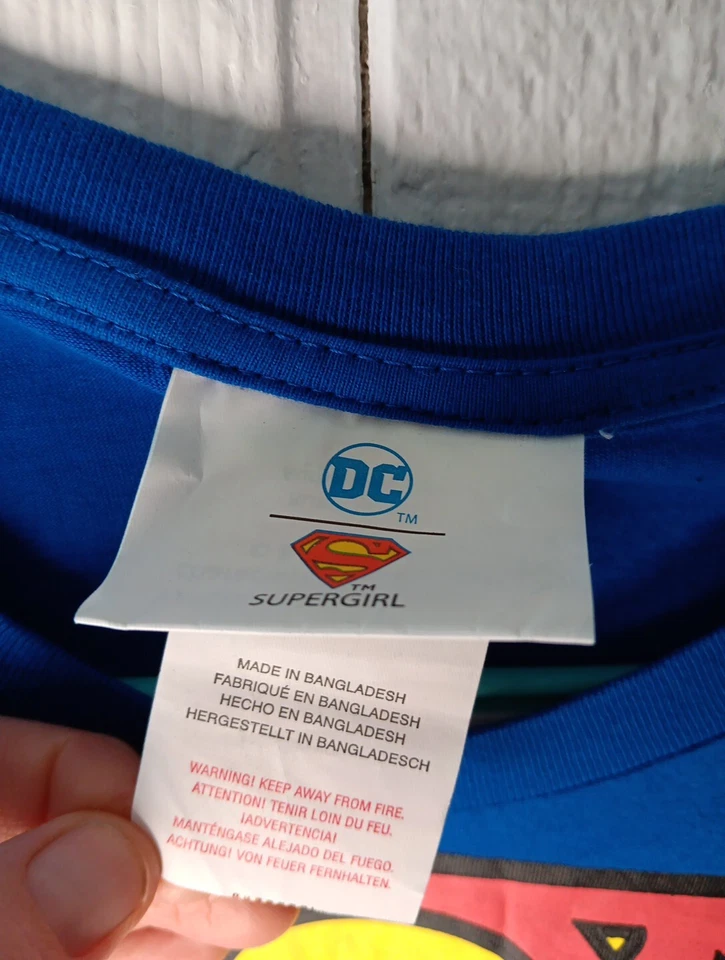 DC
TM
S
TM
SUPERGIRL
MADE IN BANGLADESH
FABRIQUÉ EN BANGLADESH
HECHO EN BANGLADESH
HERGESTELLT IN BANGLADESCH
WARNING! KEEP AWAY FROM FIRE.
ATTENTION! TENIR LOIN DU FEU.
¡ADVERTENCIA!
MANTÉNGASE ALEJADO DEL FUEGO.
ACHTUNG! VON FEUER FERNHALTEN.